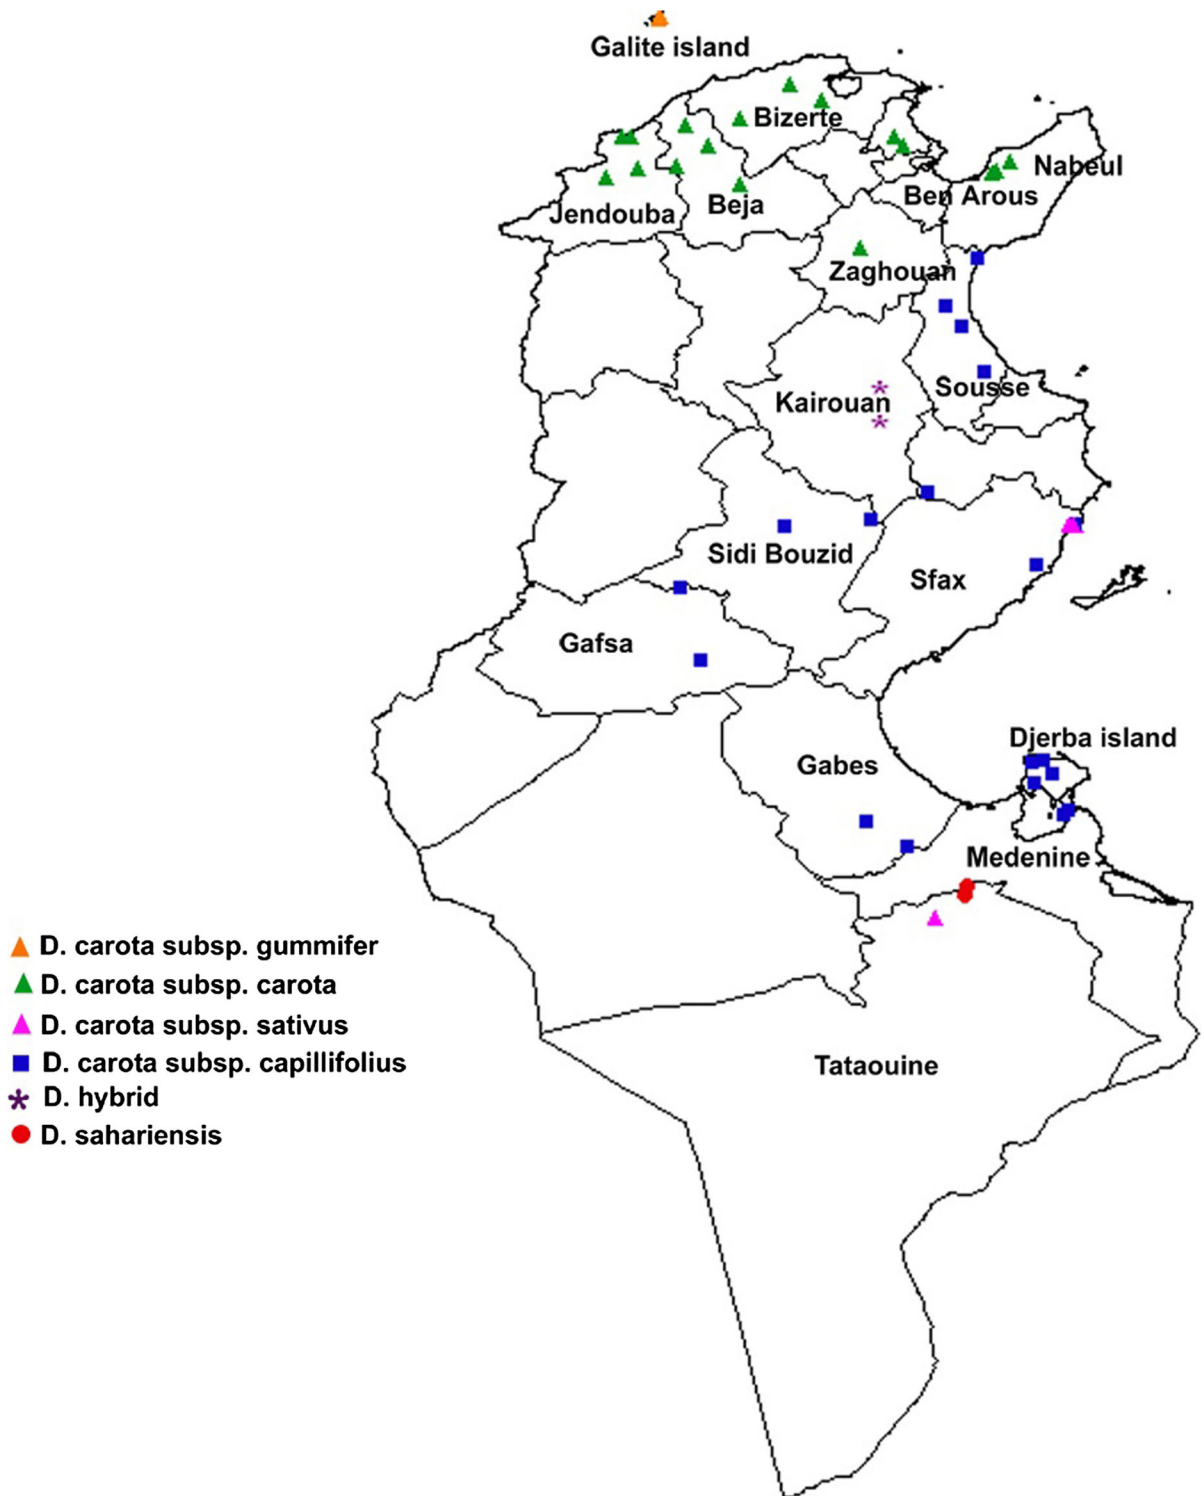 Galite island
Bizerte
Nabeul
Ben Arous
Beja
Jendouba
Zaghouan
Sousse
Kairouan
Sidi Bouzid
Sfax
Gafsa
Djerba island
Gabes
Medenine
Tataouine
D. carota subsp. gummifer
D. carota subsp. carota
D. carota subsp. sativus
D. carota subsp. capillifolius
D. hybrid
D. sahariensis